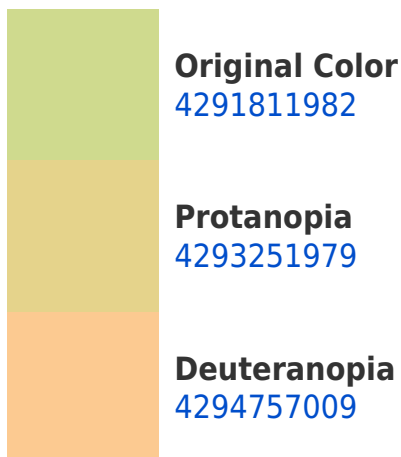 Original Color
4291811982
Protanopia
4293251979
Deuteranopia
4294757009